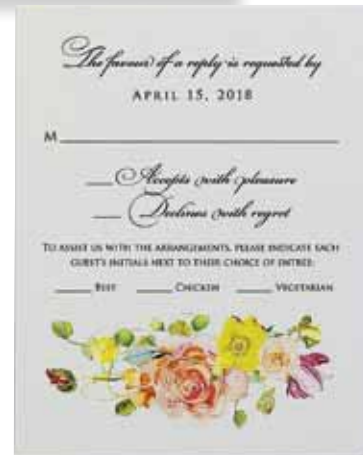 The favour of a reply is requested by
APRIL 15, 2018
M
Accepts with pleasure
Declines with regret
TO ASSIST US WITH THE ARRANGEMENTS, PLEASE INDICATE EACH
GUEST'S INITIALS NEXT TO THEIR CHOICE OF ENTREE:
BEEF CHICKEN VEGETARIAN